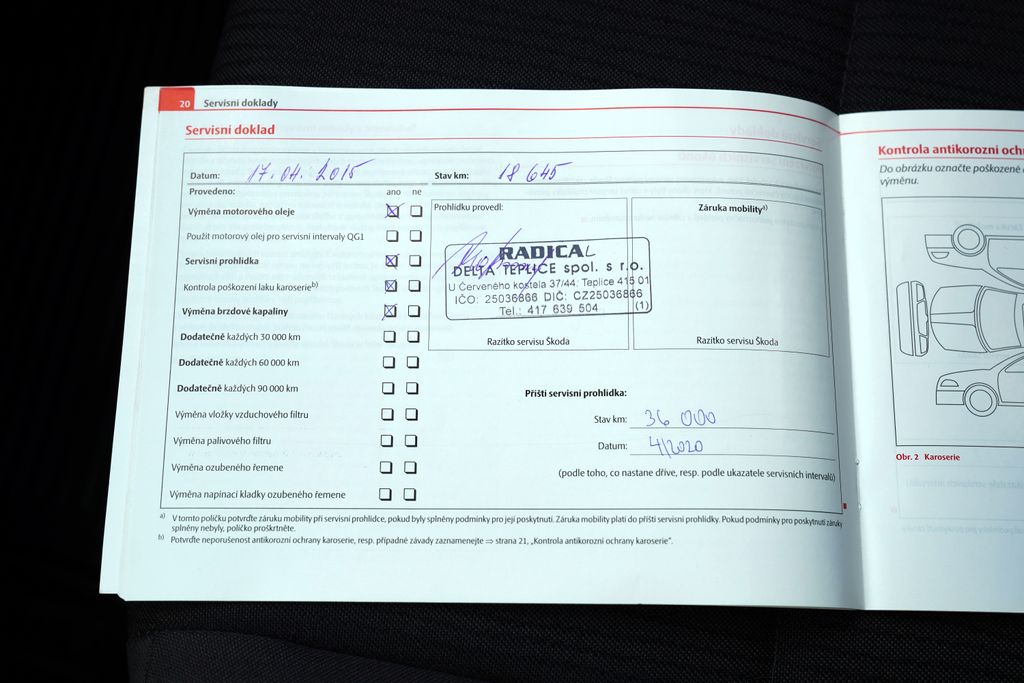 20 Servisní doklady
Servisní doklad
Datum: 17.04.2015 Stav km: 18 645
Provedeno: ano ne
Výměna motorového oleje
Použit motorový olej pro servisní intervaly QG1
Servisní prohlídka
Kontrola poškození laku karoserie b)
Výměna brzdové kapaliny
Dodatečně každých 30 000 km
Dodatečně každých 60 000 km
Dodatečně každých 90 000 km
Výměna vložky vzduchového filtru
Výměna palivového filtru
Výměna ozubeného řemene
Výměna napínací kladky ozubeného řemene
Prohlídku provedl:
RADICAL
DELTA TEPLICE spol. s r.o.
U Červeného kostela 37/44, Teplice 415 01
IČO: 25036866 DIČ: CZ25036866
Tel.: 417 639 504 (1)
Razítko servisu Škoda
Záruka mobility a)
Razítko servisu Škoda
Příští servisní prohlídka:
Stav km: 36 000
Datum: 4/2020
(podle toho, co nastane dříve, resp. podle ukazatele servisních intervalů)
a) V tomto políčku potvrďte záruku mobility při servisní prohlídce, pokud byly splněny podmínky pro její poskytnutí. Záruka mobility platí do příští servisní prohlídky. Pokud podmínky pro poskytnutí záruky
splněny nebyly, políčko proškrtněte.
b) Potvrďte neporušenost antikorozní ochrany karoserie, resp. případné závady zaznamenejte ⇒ strana 21, „Kontrola antikorozní ochrany karoserie“.
Kontrola antikorozní ochr
Do obrázku označte poškozené
výměnu.
Obr. 2 Karoserie